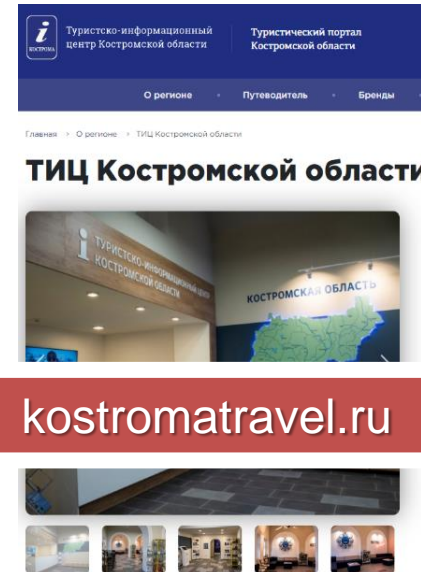 КОСТРОМА
Туристско-информационный
центр Костромской области
Туристический портал
Костромской области
О регионе • Путеводитель • Бренды
Главная > О регионе > ТИЦ Костромской области
ТИЦ Костромской области
ТУРИСТСКО-ИНФОРМАЦИОННЫЙ ЦЕНТР
КОСТРОМСКОЙ ОБЛАСТИ
КОСТРОМСКАЯ ОБЛАСТЬ
kostromatravel.ru